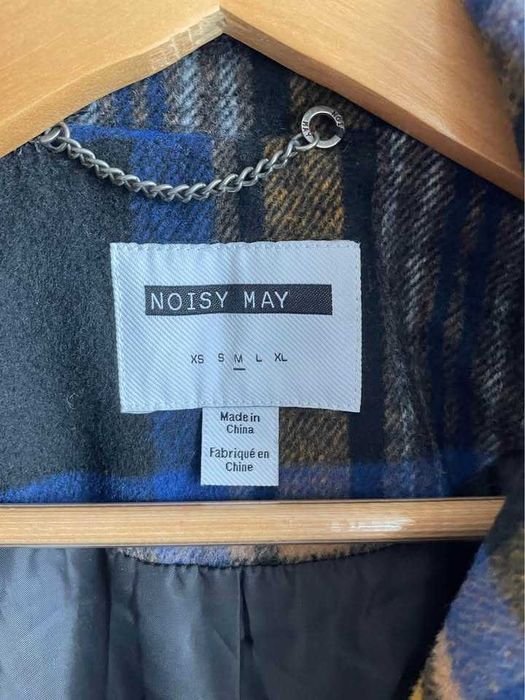 NOISY MAY
XS S M L XL
Made in
China
Fabriqué en
Chine